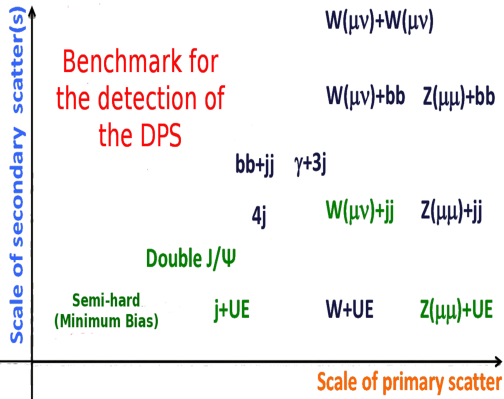 Scale of secondary scatter(s)
Benchmark for
the detection of
the DPS
W(μν)+W(μν)
W(μν)+bb Z(μμ)+bb
bb+jj γ+3j
4j W(μν)+jj Z(μμ)+jj
Double J/Ψ
Semi-hard
(Minimum Bias)
j+UE W+UE Z(μμ)+UE
Scale of primary scatter